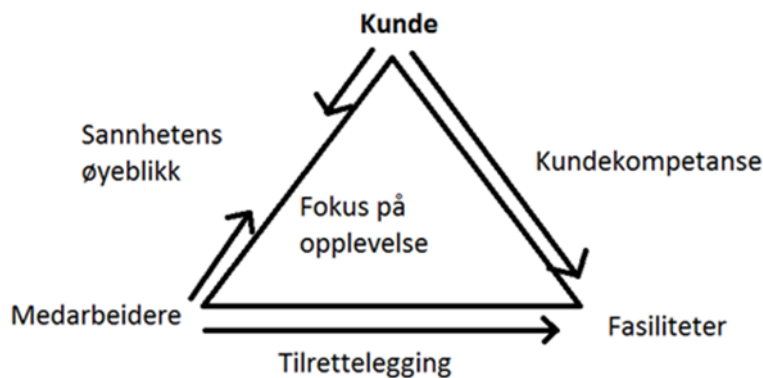 Kunde
Sannhetens
øyeblikk
Kundekompetanse
Fokus på
opplevelse
Medarbeidere
Fasiliteter
Tilrettelegging